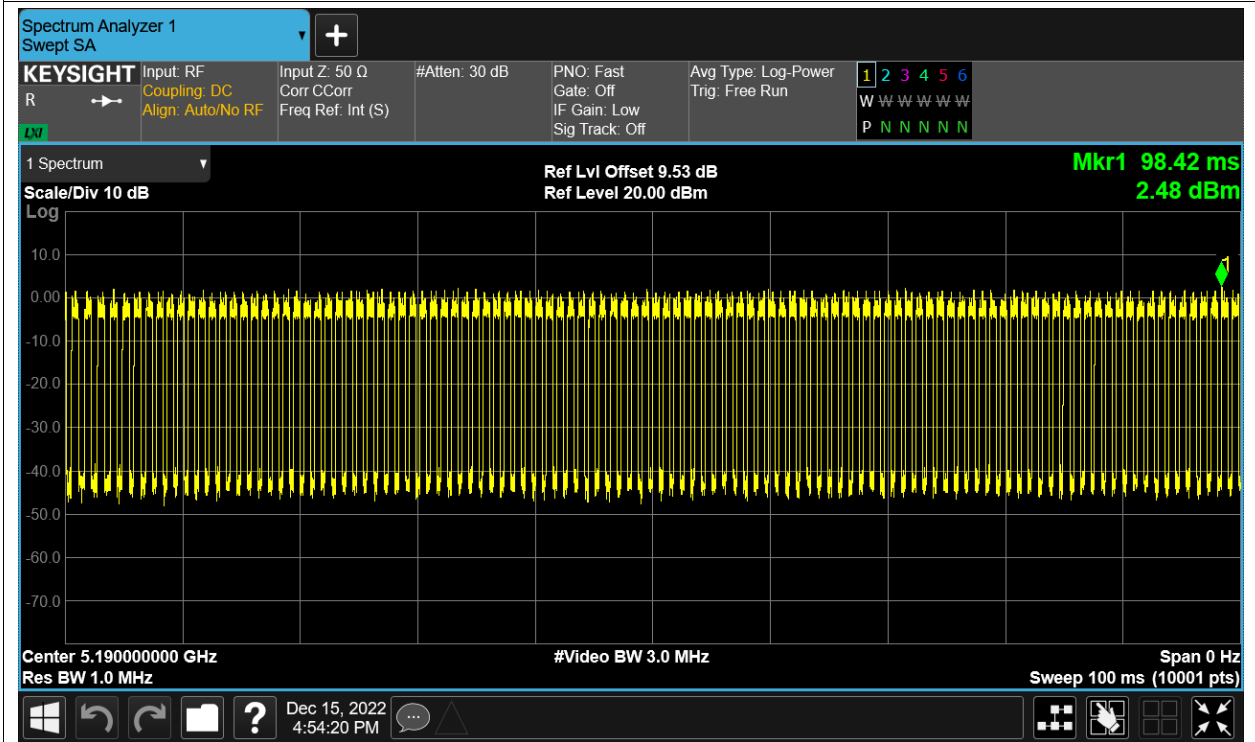 Spectrum Analyzer 1
Swept SA
KEYSIGHT
R
LXI
Input: RF
Coupling: DC
Align: Auto/No RF
Input Z: 50 Ω
Corr CCorr
Freq Ref: Int (S)
#Atten: 30 dB
PNO: Fast
Gate: Off
IF Gain: Low
Sig Track: Off
Avg Type: Log-Power
Trig: Free Run
1 2 3 4 5 6
W W W W W W
P N N N N N
1 Spectrum
Scale/Div 10 dB
Log
Ref Lvl Offset 9.53 dB
Ref Level 20.00 dBm
Mkr1 98.42 ms
2.48 dBm
1
10.0
0.00
-10.0
-20.0
-30.0
-40.0
-50.0
-60.0
-70.0
Center 5.190000000 GHz
Res BW 1.0 MHz
#Video BW 3.0 MHz
Span 0 Hz
Sweep 100 ms (10001 pts)
?
Dec 15, 2022
4:54:20 PM